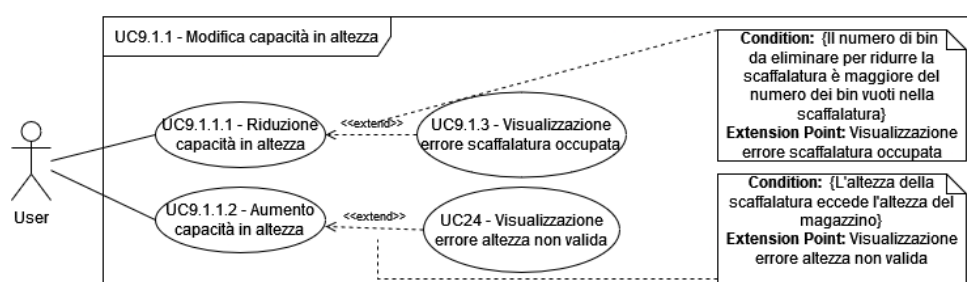 UC9.1.1 - Modifica capacità in altezza
Condition: {Il numero di bin
da eliminare per ridurre la
scaffalatura è maggiore del
numero dei bin vuoti nella
scaffalatura}
Extension Point: Visualizzazione
errore scaffalatura occupata
UC9.1.1.1 - Riduzione
capacità in altezza
<<extend>>
UC9.1.3 - Visualizzazione
errore scaffalatura occupata
User
UC9.1.1.2 - Aumento
capacità in altezza
<<extend>>
UC24 - Visualizzazione
errore altezza non valida
Condition: {L'altezza della
scaffalatura eccede l'altezza del
magazzino}
Extension Point: Visualizzazione
errore altezza non valida